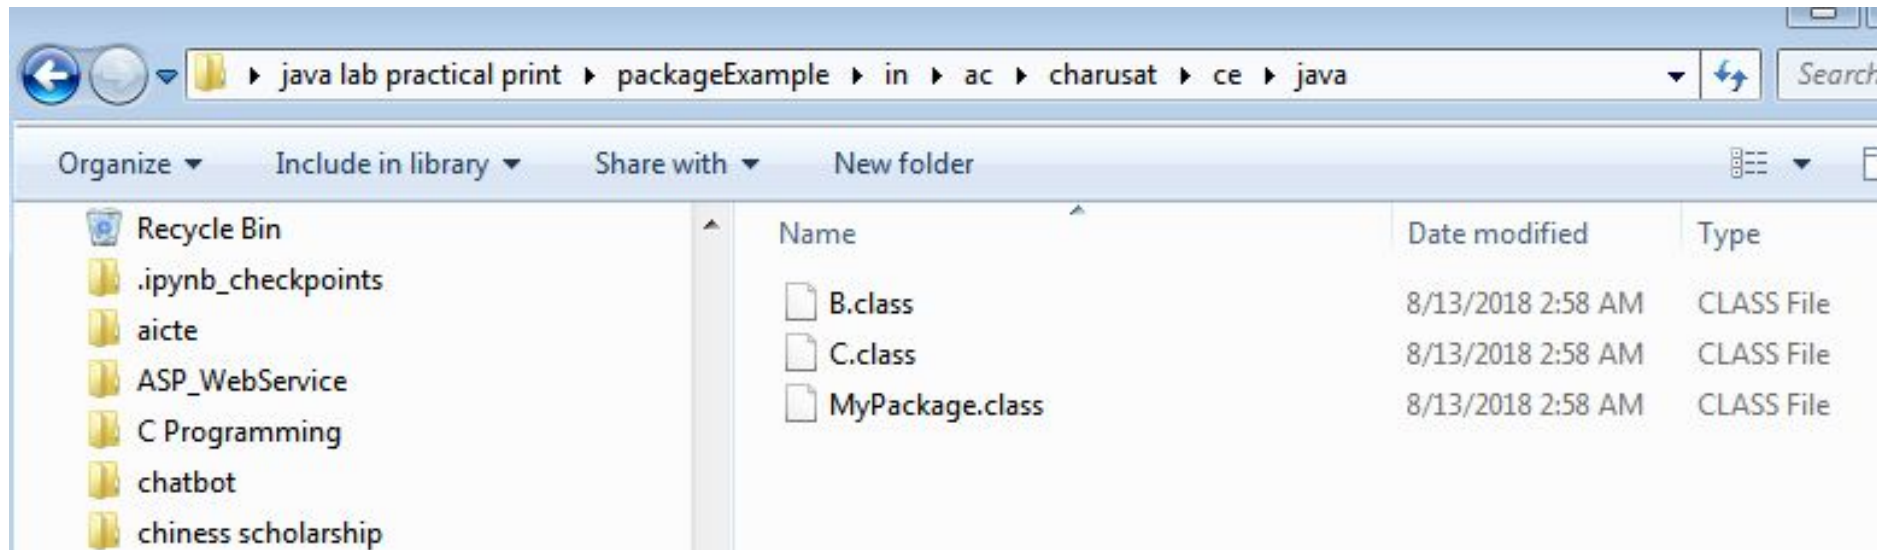 java lab practical print packageExample in ac charusat ce java Search
Organize Include in library Share with New folder
Recycle Bin
.ipynb_checkpoints
aicte
ASP_WebService
C Programming
chatbot
chiness scholarship
Name Date modified Type
B.class 8/13/2018 2:58 AM CLASS File
C.class 8/13/2018 2:58 AM CLASS File
MyPackage.class 8/13/2018 2:58 AM CLASS File